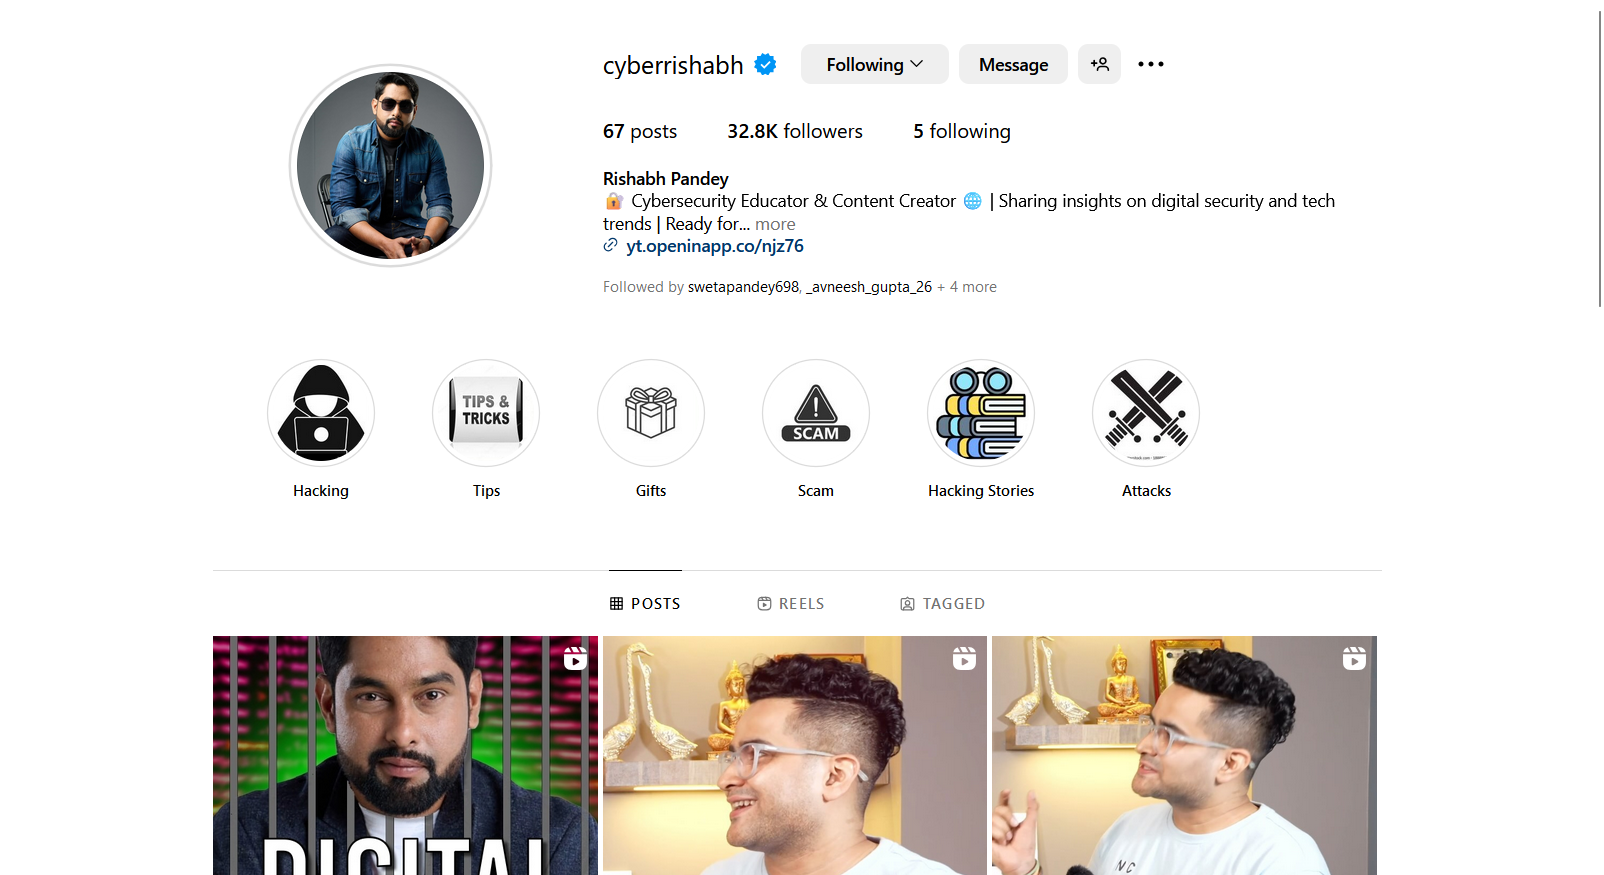 cyberrishabh
Following
Message
67 posts
32.8K followers
5 following
Rishabh Pandey
🔐 Cybersecurity Educator & Content Creator 🌐 | Sharing insights on digital security and tech
trends | Ready for... more
yt.openinapp.co/njz76
Followed by swetapandey698, _avneesh_gupta_26 + 4 more
TIPS &
TRICKS
SCAM
Hacking
Tips
Gifts
Scam
Hacking Stories
Attacks
POSTS
REELS
TAGGED
DIGITAL
NC